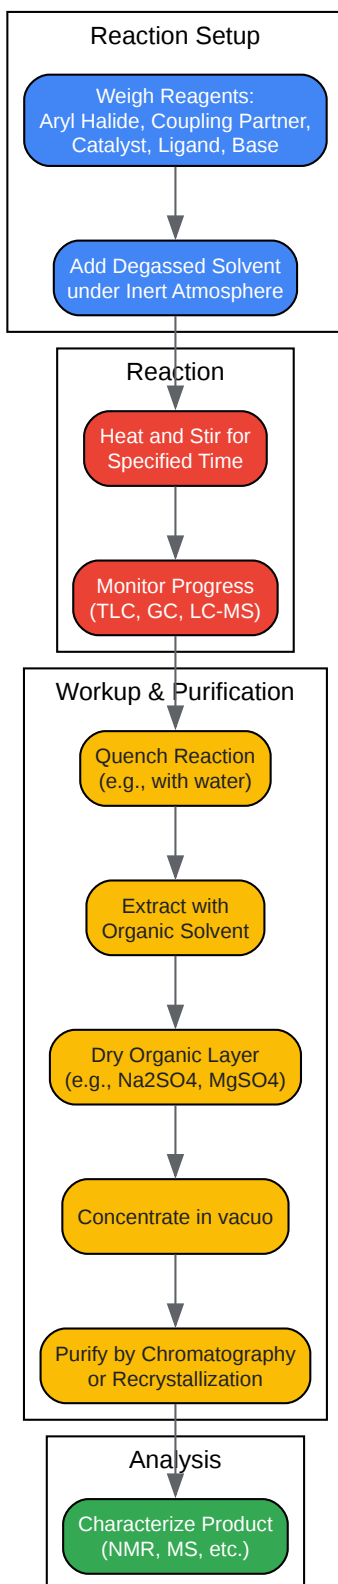 Reaction Setup
Weigh Reagents:
Aryl Halide, Coupling Partner,
Catalyst, Ligand, Base
Add Degassed Solvent
under Inert Atmosphere
Reaction
Heat and Stir for
Specified Time
Monitor Progress
(TLC, GC, LC-MS)
Workup & Purification
Quench Reaction
(e.g., with water)
Extract with
Organic Solvent
Dry Organic Layer
(e.g., Na2SO4, MgSO4)
Concentrate in vacuo
Purify by Chromatography
or Recrystallization
Analysis
Characterize Product
(NMR, MS, etc.)